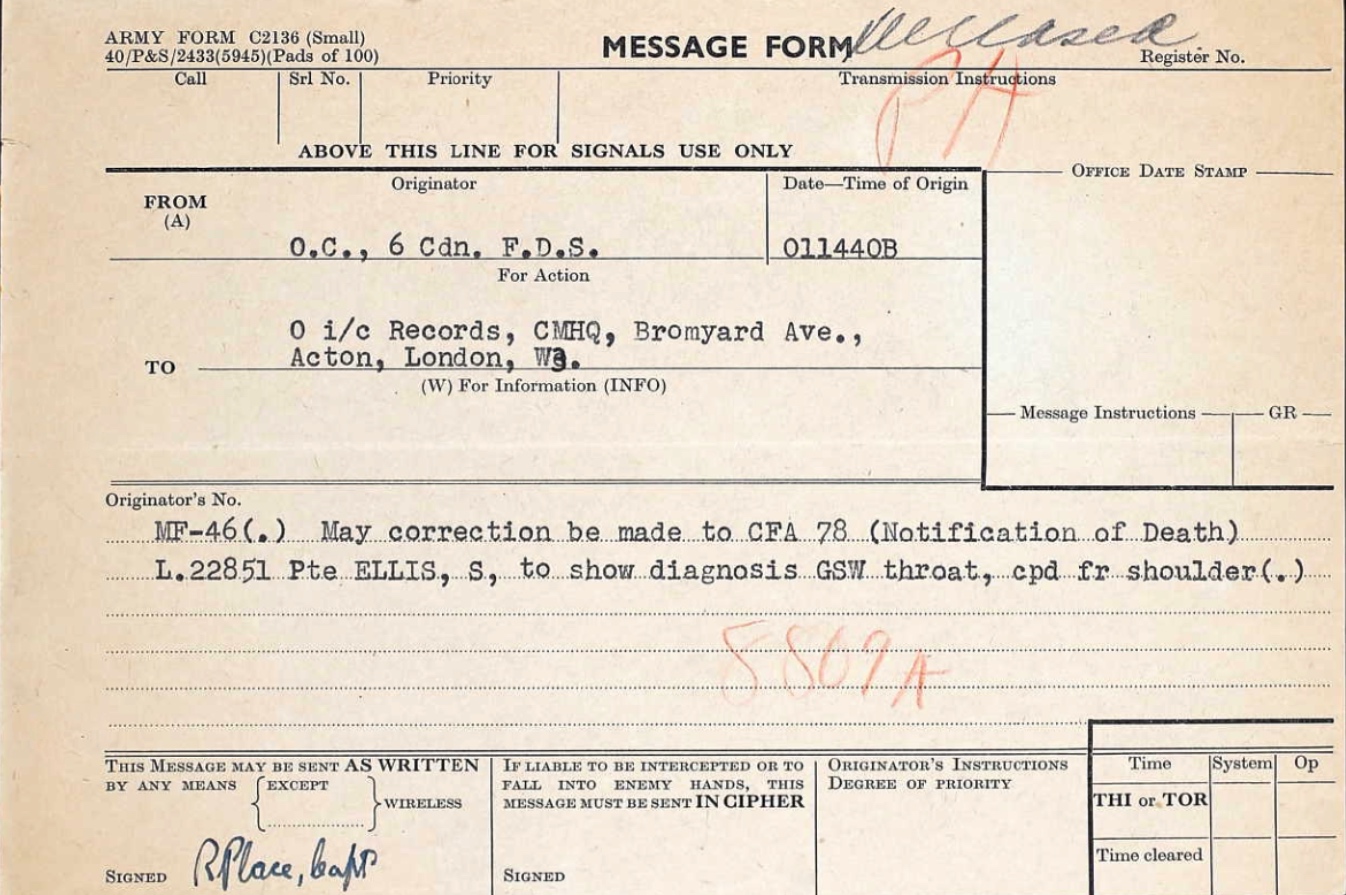 ARMY FORM C2136 (Small)
40/P&S/2433(5945)(Pads of 100)
MESSAGE FORM
Deceased
Register No.
Call
Srl No.
Priority
Transmission Instructions
PA
ABOVE THIS LINE FOR SIGNALS USE ONLY
FROM
(A)
Originator
Date—Time of Origin
OFFICE DATE STAMP
O.C., 6 Cdn. F.D.S.
011440B
For Action
TO
O i/c Records, CMHQ, Bromyard Ave.,
Acton, London, W3.
(W) For Information (INFO)
Message Instructions
GR
Originator's No.
MF-46(.) May correction be made to CFA 78 (Notification of Death)
L.22851 Pte ELLIS, S, to show diagnosis GSW throat, cpd fr shoulder(.)
THIS MESSAGE MAY BE SENT AS WRITTEN
BY ANY MEANS
EXCEPT
WIRELESS
SIGNED
R Place, Capt
IF LIABLE TO BE INTERCEPTED OR TO
FALL INTO ENEMY HANDS, THIS
MESSAGE MUST BE SENT IN CIPHER
SIGNED
ORIGINATOR'S INSTRUCTIONS
DEGREE OF PRIORITY
Time
System
Op
THI or TOR
Time cleared